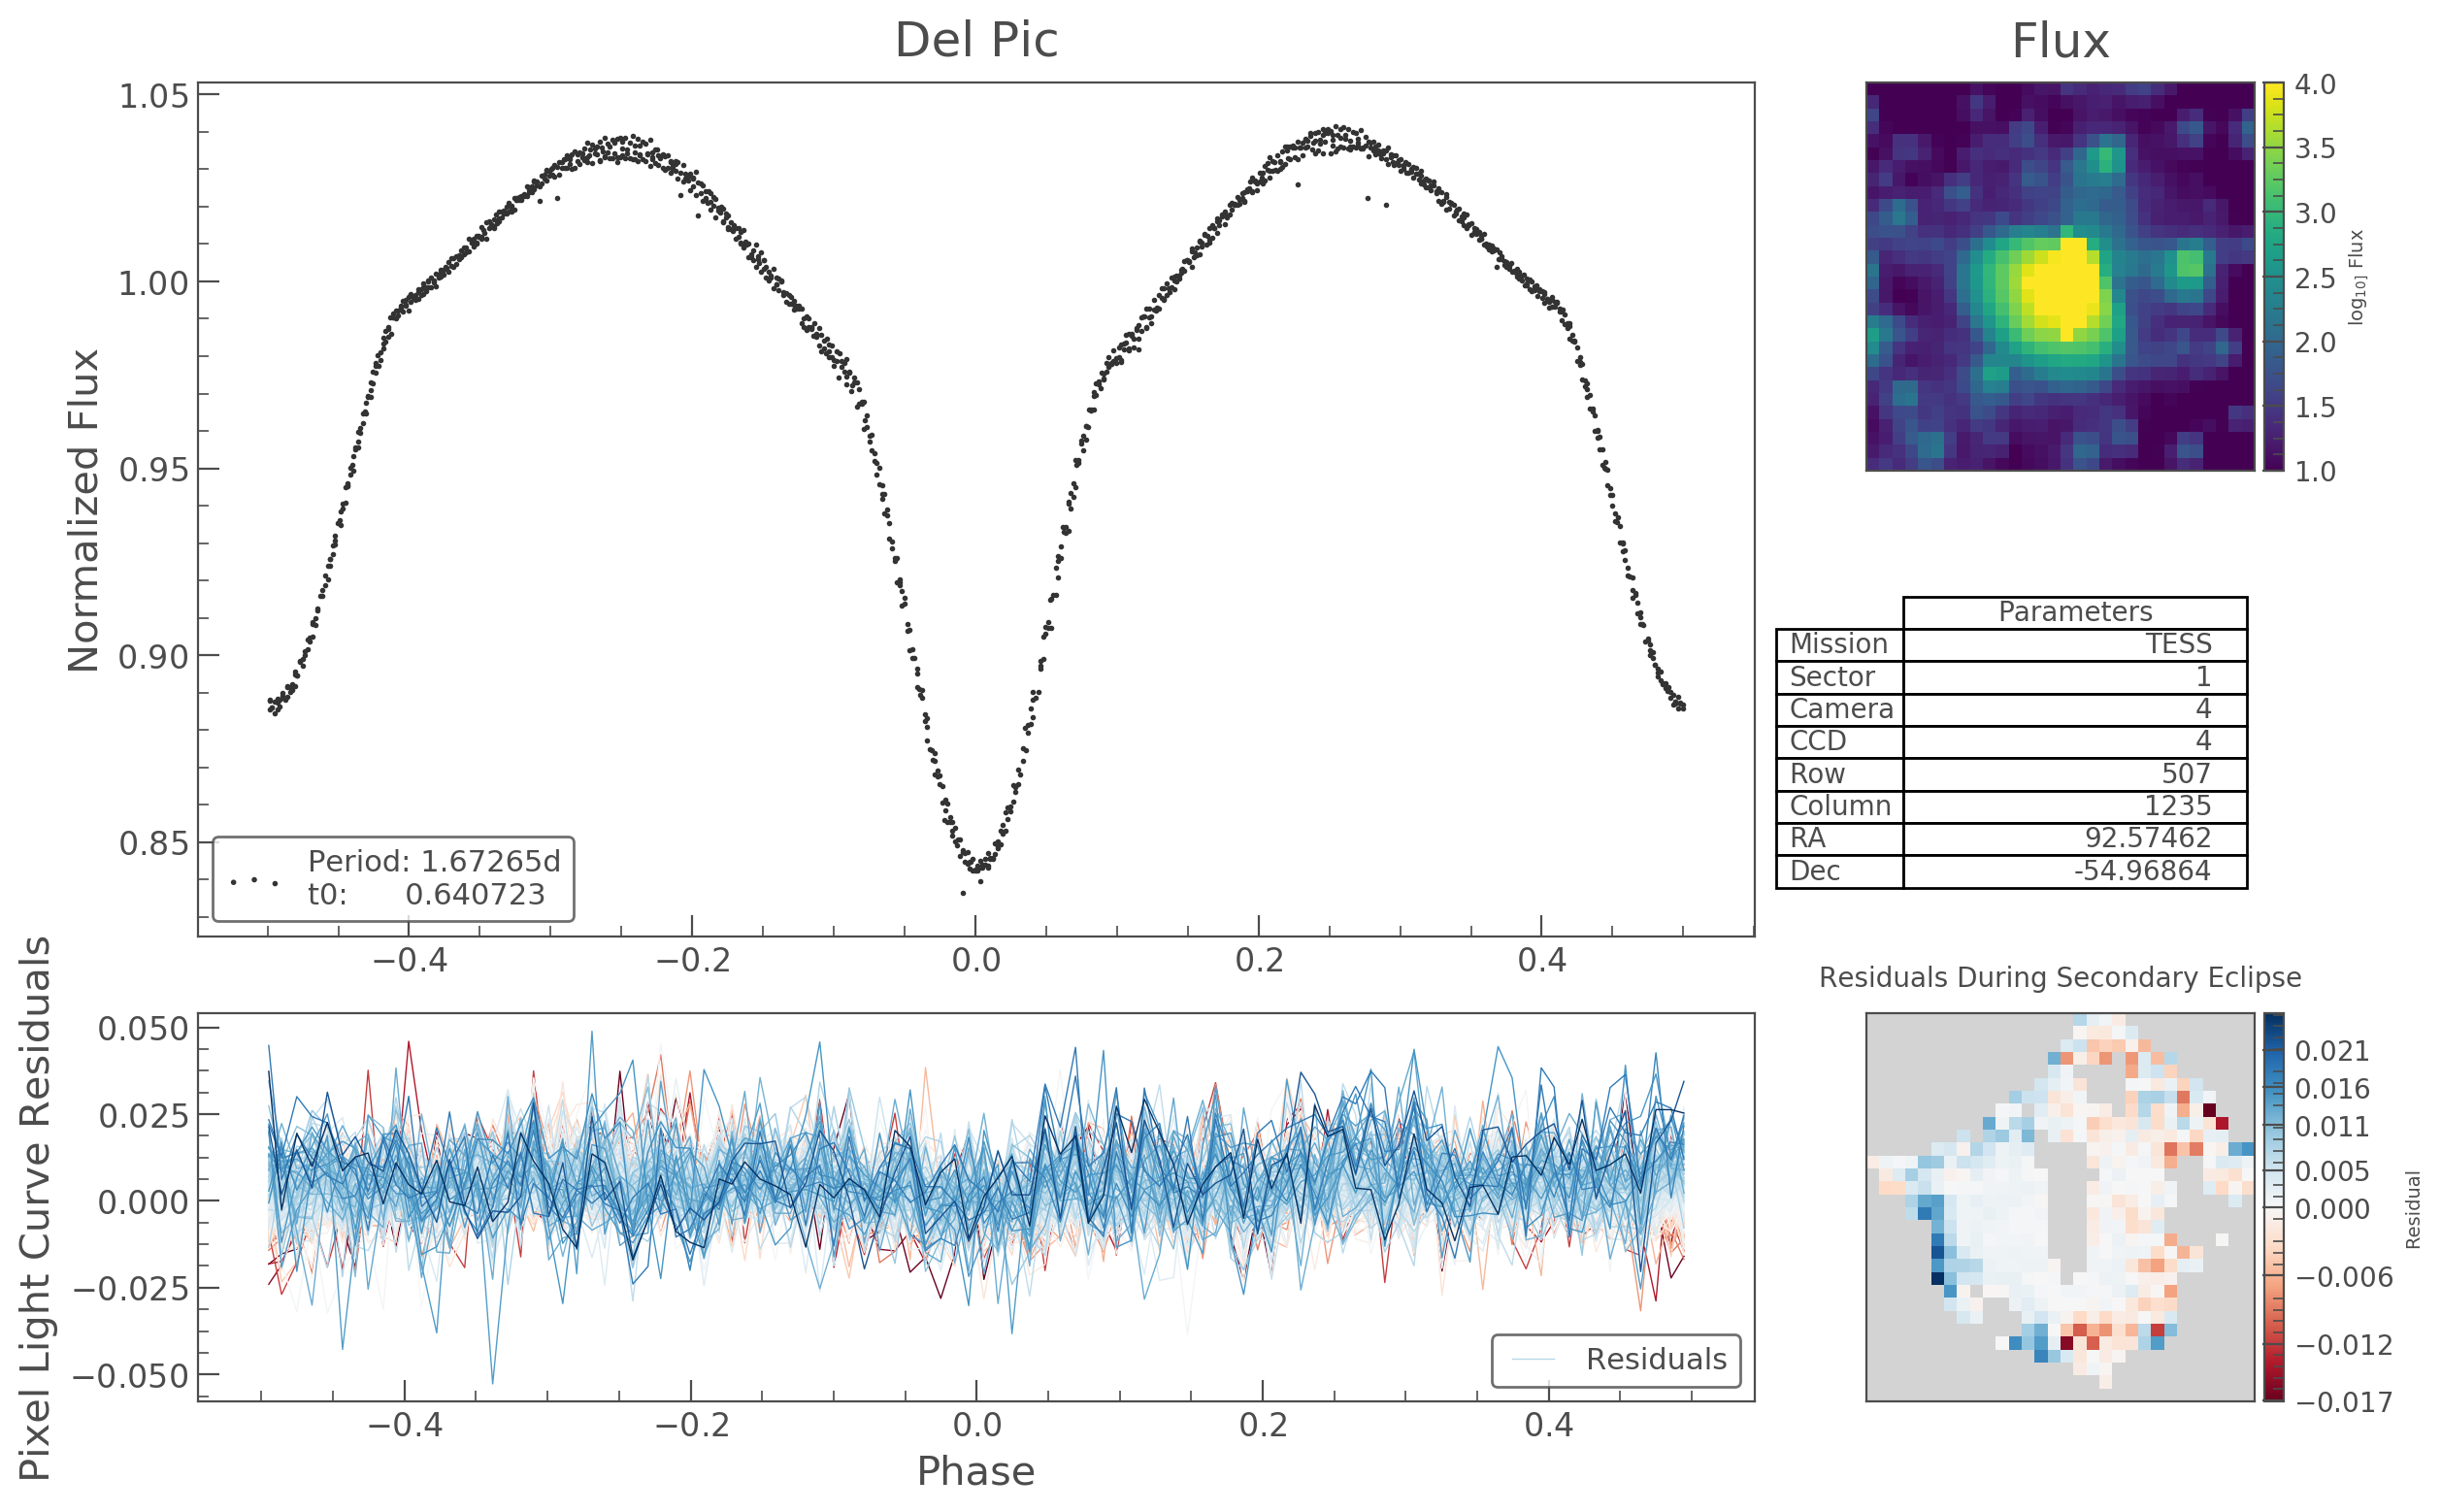 Del Pic
Normalized Flux
1.05
1.00
0.95
0.90
0.85
Period: 1.67265d
t0: 0.640723
−0.4
−0.2
0.0
0.2
0.4
Flux
4.0
3.5
3.0
2.5
2.0
1.5
1.0
log₁₀] Flux
Parameters
Mission TESS
Sector 1
Camera 4
CCD 4
Row 507
Column 1235
RA 92.57462
Dec -54.96864
Pixel Light Curve Residuals
0.050
0.025
0.000
−0.025
−0.050
Residuals
−0.4
−0.2
0.0
0.2
0.4
Phase
Residuals During Secondary Eclipse
0.021
0.016
0.011
0.005
0.000
−0.006
−0.012
−0.017
Residual